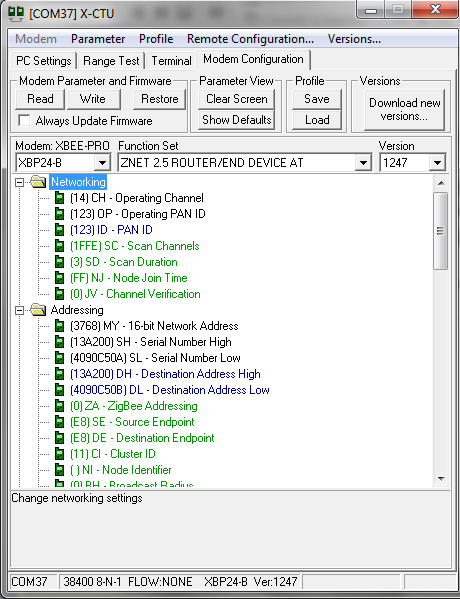 [COM37] X-CTU
Modem Parameter Profile Remote Configuration... Versions...
PC Settings Range Test Terminal Modem Configuration
Modem Parameter and Firmware Parameter View Profile Versions
Read Write Restore Clear Screen Save Download new versions...
Always Update Firmware Show Defaults Load
Modem: XBEE-PRO Function Set Version
XBP24-B ZNET 2.5 ROUTER/END DEVICE AT 1247
Networking
(14) CH - Operating Channel
(123) OP - Operating PAN ID
(123) ID - PAN ID
(1FFE) SC - Scan Channels
(3) SD - Scan Duration
(FF) NJ - Node Join Time
(0) JV - Channel Verification
Addressing
(3768) MY - 16-bit Network Address
(13A200) SH - Serial Number High
(4090C50A) SL - Serial Number Low
(13A200) DH - Destination Address High
(4090C50B) DL - Destination Address Low
(0) ZA - ZigBee Addressing
(E8) SE - Source Endpoint
(E8) DE - Destination Endpoint
(11) CI - Cluster ID
( ) NI - Node Identifier
(0) BH - Broadcast Radius
Change networking settings
COM37 38400 8-N-1 FLOW:NONE XBP24-B Ver:1247